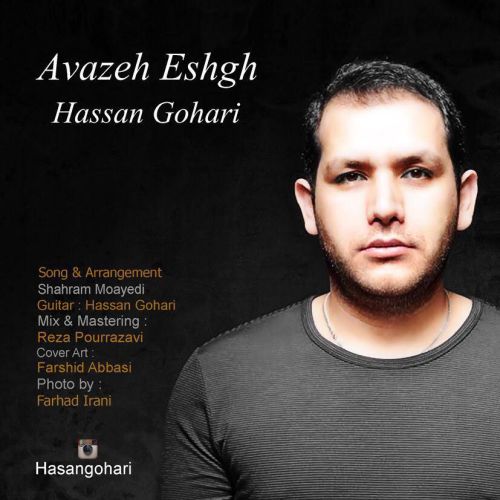 Avazeh Eshgh
Hassan Gohari
Song & Arrangement
Shahram Moayedi
Guitar : Hassan Gohari
Mix & Mastering :
Reza Pourrazavi
Cover Art :
Farshid Abbasi
Photo by :
Farhad Irani
Hasangohari